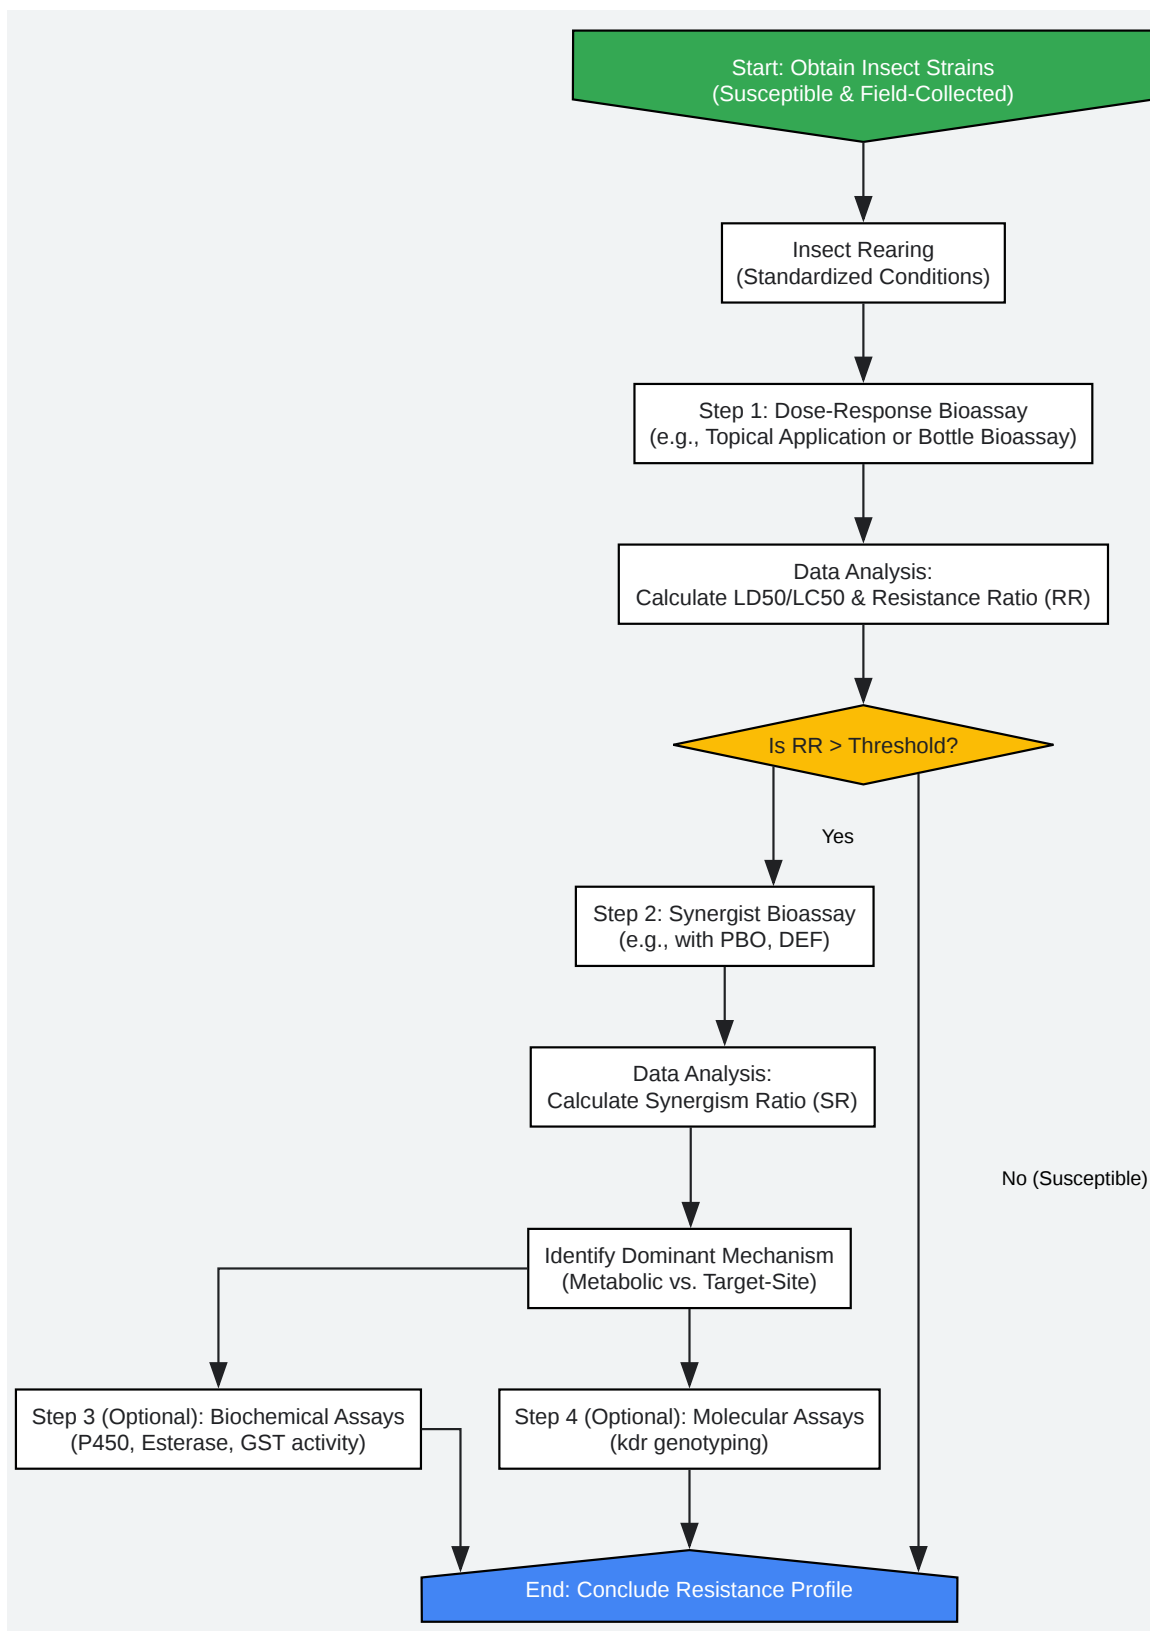 Start: Obtain Insect Strains
(Susceptible & Field-Collected)
Insect Rearing
(Standardized Conditions)
Step 1: Dose-Response Bioassay
(e.g., Topical Application or Bottle Bioassay)
Data Analysis:
Calculate LD50/LC50 & Resistance Ratio (RR)
Is RR > Threshold?
Yes
Step 2: Synergist Bioassay
(e.g., with PBO, DEF)
Data Analysis:
Calculate Synergism Ratio (SR)
No (Susceptible)
Identify Dominant Mechanism
(Metabolic vs. Target-Site)
Step 3 (Optional): Biochemical Assays
(P450, Esterase, GST activity)
Step 4 (Optional): Molecular Assays
(kdr genotyping)
End: Conclude Resistance Profile